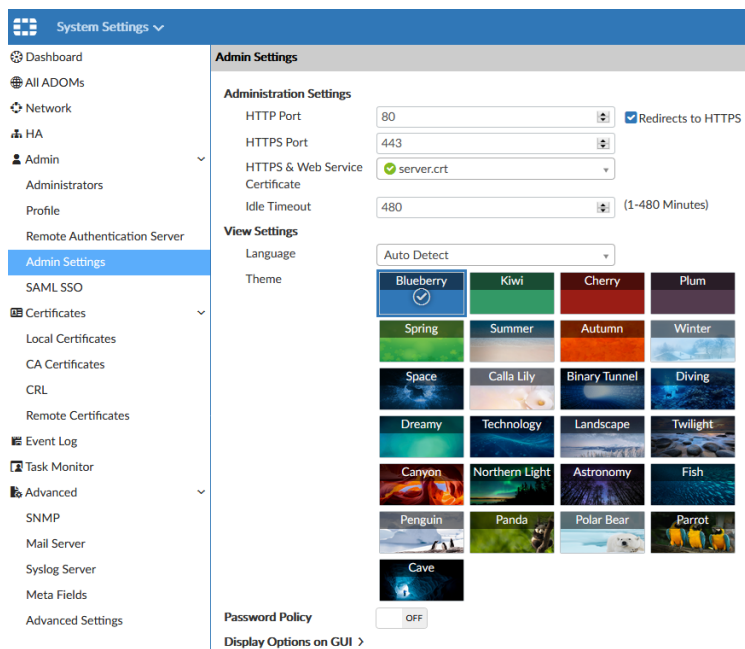 System Settings
Dashboard
All ADOMs
Network
HA
Admin
Administrators
Profile
Remote Authentication Server
Admin Settings
SAML SSO
Certificates
Local Certificates
CA Certificates
CRL
Remote Certificates
Event Log
Task Monitor
Advanced
SNMP
Mail Server
Syslog Server
Meta Fields
Advanced Settings
Admin Settings
Administration Settings
HTTP Port 80 Redirects to HTTPS
HTTPS Port 443
HTTPS & Web Service server.crt
Certificate
Idle Timeout 480 (1-480 Minutes)
View Settings
Language Auto Detect
Theme Blueberry Kiwi Cherry Plum
Spring Summer Autumn Winter
Space Calla Lily Binary Tunnel Diving
Dreamy Technology Landscape Twilight
Canyon Northern Light Astronomy Fish
Penguin Panda Polar Bear Parrot
Cave
Password Policy OFF
Display Options on GUI >